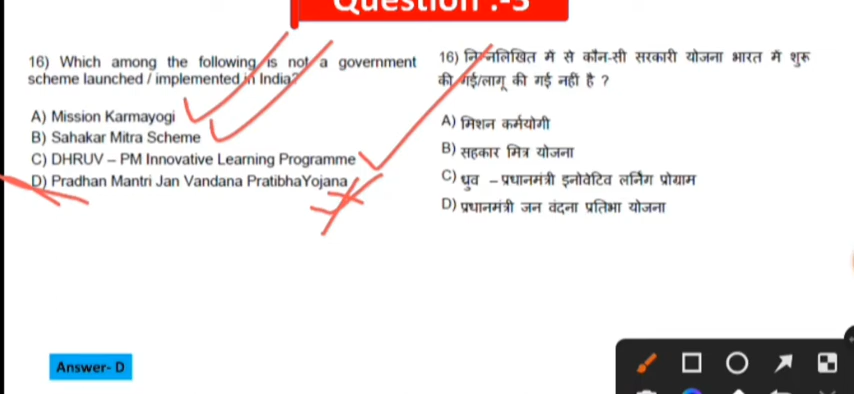 Question :-3
16) Which among the following is not a government
scheme launched / implemented in India?
A) Mission Karmayogi
B) Sahakar Mitra Scheme
C) DHRUV – PM Innovative Learning Programme
D) Pradhan Mantri Jan Vandana PratibhaYojana
16) निम्नलिखित में से कौन-सी सरकारी योजना भारत में शुरू
की गई/लागू की गई नहीं है ?
A) मिशन कर्मयोगी
B) सहकार मित्र योजना
C) ध्रुव – प्रधानमंत्री इनोवेटिव लर्निंग प्रोग्राम
D) प्रधानमंत्री जन वंदना प्रतिभा योजना
Answer- D